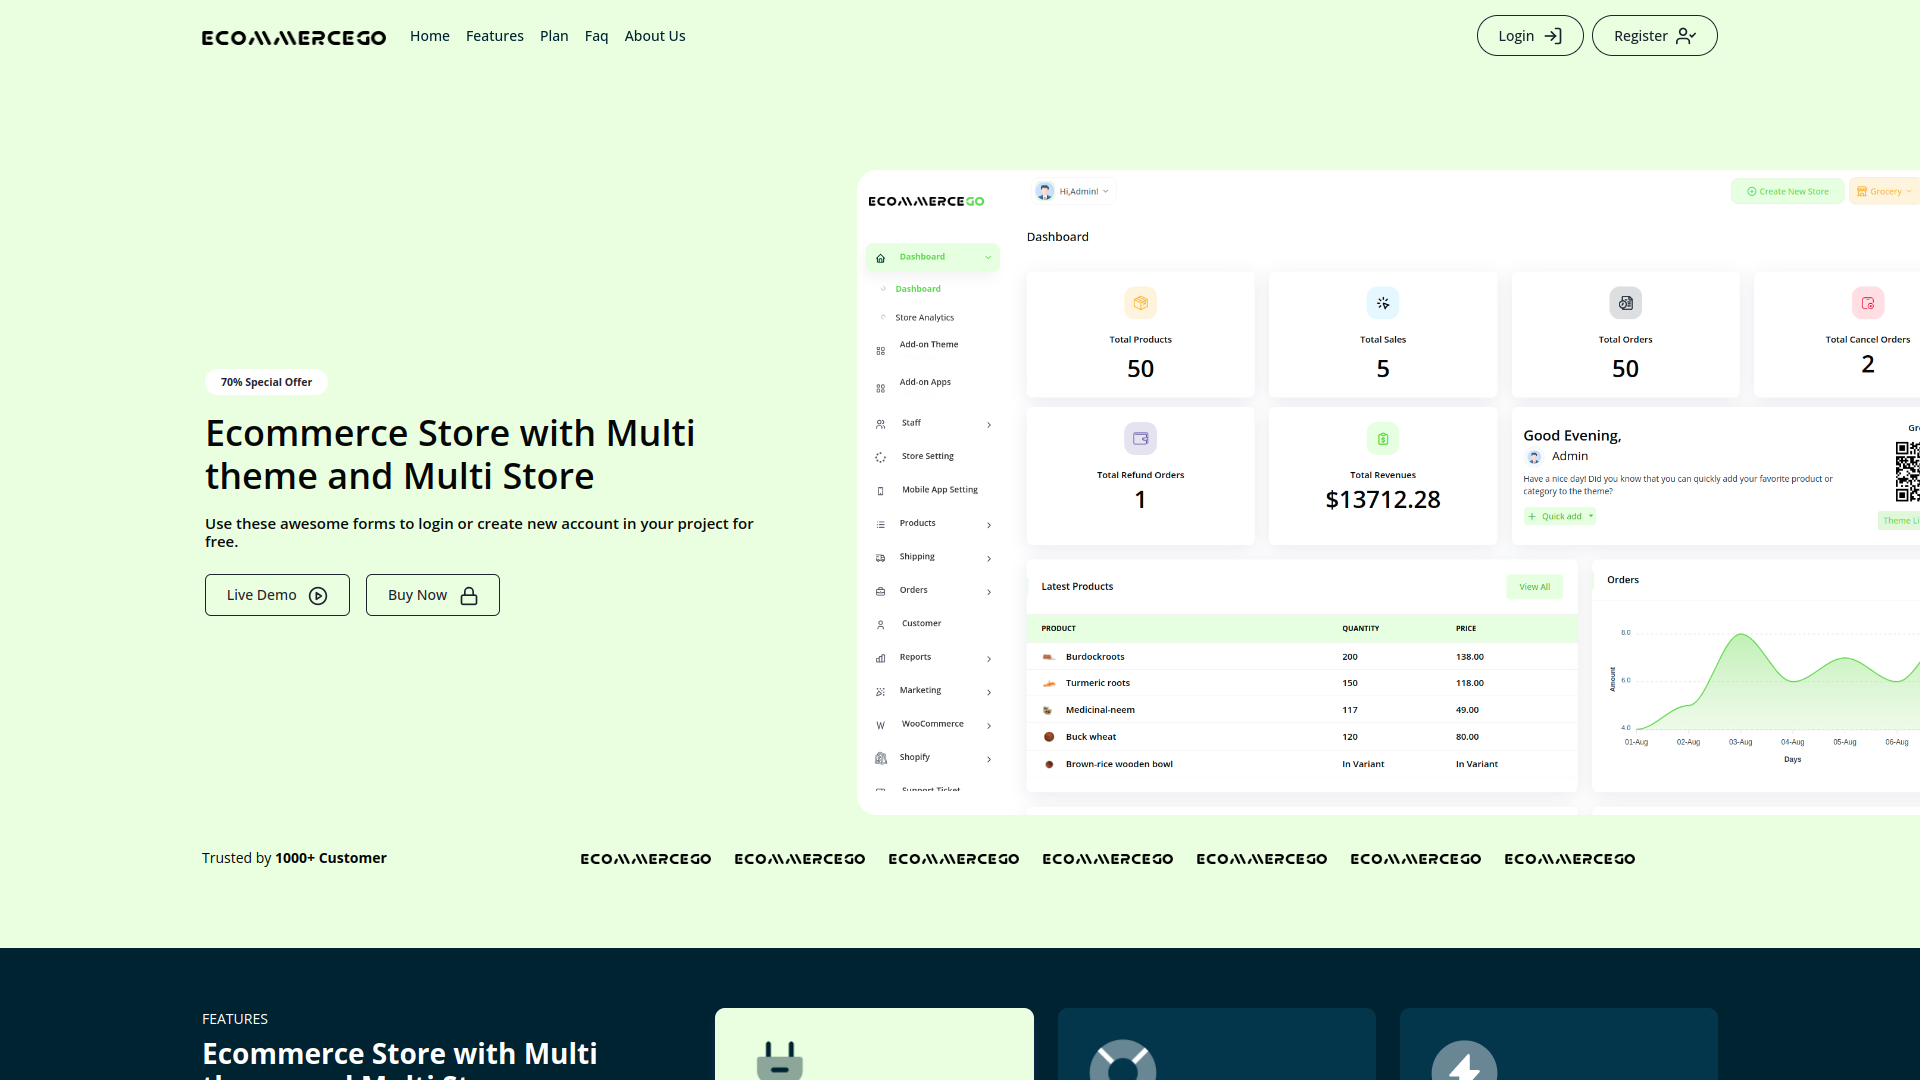 ECOMMERCEGO
Home Features Plan Faq About Us
Login
Register
70% Special Offer
Ecommerce Store with Multi
theme and Multi Store
Use these awesome forms to login or create new account in your project for
free.
Live Demo
Buy Now
ECOMMERCEGO
Hi,Admin!
Create New Store
Grocery
Dashboard
Dashboard
Dashboard
Store Analytics
Add-on Theme
Add-on Apps
Staff
Store Setting
Mobile App Setting
Products
Shipping
Orders
Customer
Reports
Marketing
WooCommerce
Shopify
Support Ticket
Total Products
50
Total Sales
5
Total Orders
50
Total Cancel Orders
2
Total Refund Orders
1
Total Revenues
$13712.28
Good Evening,
Admin
Have a nice day! Did you know that you can quickly add your favorite product or
category to the theme?
Quick add
Gr
Theme Li
Latest Products
View All
PRODUCT QUANTITY PRICE
Burdockroots 200 138.00
Turmeric roots 150 118.00
Medicinal-neem 117 49.00
Buck wheat 120 80.00
Brown-rice wooden bowl In Variant In Variant
Orders
8.0
6.0
4.0
Amount
01-Aug 02-Aug 03-Aug 04-Aug 05-Aug 06-Aug
Days
Trusted by 1000+ Customer
ECOMMERCEGO ECOMMERCEGO ECOMMERCEGO ECOMMERCEGO ECOMMERCEGO ECOMMERCEGO ECOMMERCEGO
FEATURES
Ecommerce Store with Multi
theme and Multi Store